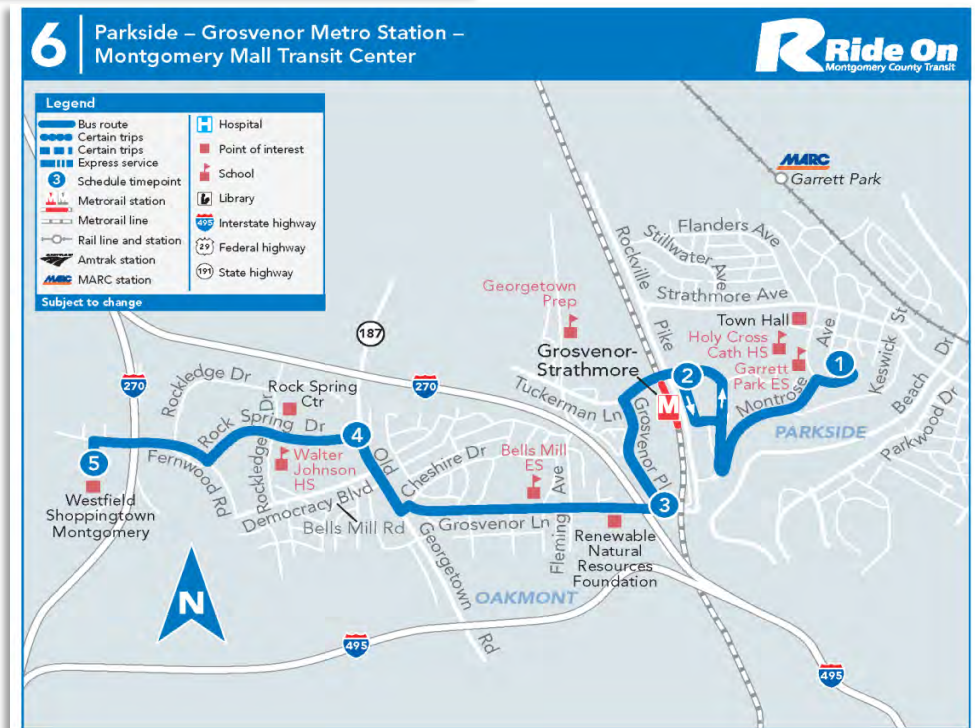 6
Parkside – Grosvenor Metro Station –
Montgomery Mall Transit Center
Ride On
Montgomery County Transit
Legend
Bus route
Certain trips
Certain trips
Express service
3 Schedule timepoint
Metrorail station
Metrorail line
Rail line and station
AMTRAK Amtrak station
MARC MARC station
H Hospital
Point of interest
School
Library
495 Interstate highway
29 Federal highway
191 State highway
Subject to change
MARC
Garrett Park
Flanders Ave
Stillwater Ave
Strathmore Ave
Rockville Pike
Georgetown
Prep
Grosvenor-
Strathmore
M
Town Hall
Holy Cross
Cath HS
Garrett
Park ES
Montrose Ave
Keswick St
Beach Dr
Parkwood Dr
PARKSIDE
1
2
3
4
5
187
270
270
495
495
Tuckerman Ln
Grosvenor Pl
Rockledge Dr
Rock Spring
Ctr
Rock Spring Dr
Rockledge Dr
Fernwood Rd
Walter
Johnson
HS
Democracy Blvd
Bells Mill Rd
Old Georgetown Rd
Cheshire Dr
Bells Mill
ES
Fleming Ave
Grosvenor Ln
Renewable
Natural
Resources
Foundation
OAKMONT
Westfield
Shoppingtown
Montgomery
N